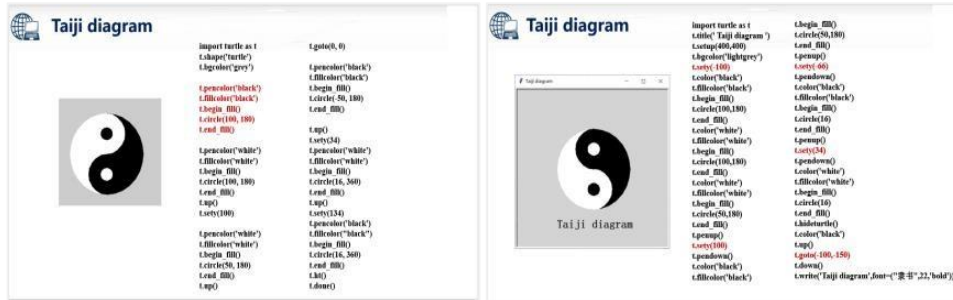 Taiji diagram
import turtle as t
t.shape('turtle')
t.bgcolor('grey')
t.pencolor('black')
t.fillcolor('black')
t.begin_fill()
t.circle(100, 180)
t.end_fill()
t.pencolor('white')
t.fillcolor('white')
t.begin_fill()
t.circle(100, 180)
t.end_fill()
t.up()
t.sety(100)
t.pencolor('white')
t.fillcolor('white')
t.begin_fill()
t.circle(50, 180)
t.end_fill()
t.up()
t.goto(0, 0)
t.pencolor('black')
t.fillcolor('black')
t.begin_fill()
t.circle(-50, 180)
t.end_fill()
t.up()
t.sety(34)
t.pencolor('white')
t.fillcolor('white')
t.begin_fill()
t.circle(16, 360)
t.end_fill()
t.up()
t.sety(134)
t.pencolor('black')
t.fillcolor("black")
t.begin_fill()
t.circle(16, 360)
t.end_fill()
t.ht()
t.done()
Taiji diagram
Taiji diagram
Taiji diagram
import turtle as t
t.title(' Taiji diagram ')
t.setup(400,400)
t.bgcolor('lightgrey')
t.sety(-100)
t.color('black')
t.fillcolor('black')
t.begin_fill()
t.circle(100,180)
t.end_fill()
t.color('white')
t.fillcolor('white')
t.begin_fill()
t.circle(100,180)
t.end_fill()
t.color('white')
t.fillcolor('white')
t.begin_fill()
t.circle(50,180)
t.end_fill()
t.penup()
t.sety(100)
t.pendown()
t.color('black')
t.fillcolor('black')
t.begin_fill()
t.circle(50,180)
t.end_fill()
t.penup()
t.sety(-66)
t.pendown()
t.color('black')
t.fillcolor('black')
t.begin_fill()
t.circle(16)
t.end_fill()
t.penup()
t.sety(34)
t.pendown()
t.color('white')
t.fillcolor('white')
t.begin_fill()
t.circle(16)
t.end_fill()
t.hideturtle()
t.color('black')
t.up()
t.goto(-100,-150)
t.down()
t.write('Taiji diagram',font=("隶书",22,'bold'))